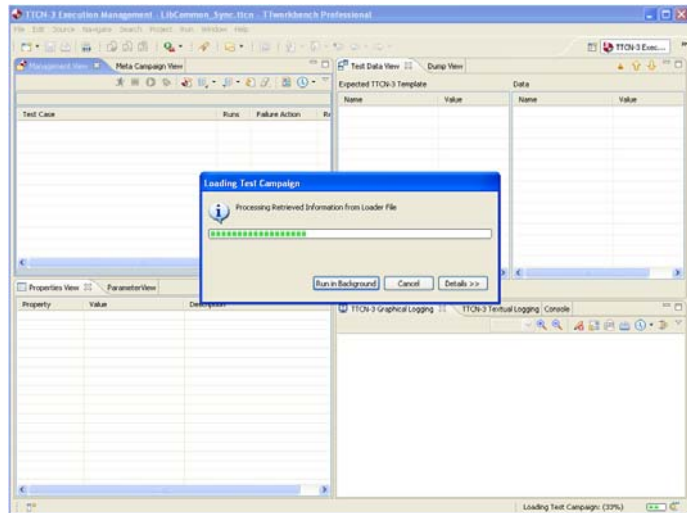 TTCN-3 Execution Management - LibCommon_Sync.ttcn - TTworkbench Professional
File Edit Source Navigate Search Project Run Window Help
TTCN-3 Exec...
Management View
Meta Campaign View
Test Data View
Dump View
Expected TTCN-3 Template
Data
Name Value
Name Value
Test Case Runs Failure Action
Loading Test Campaign
Processing Retrieved Information from Loader File
Run in Background
Cancel
Details >>
Properties View
ParameterView
Property Value
TTCN-3 Graphical Logging
TTCN-3 Textual Logging
Console
Loading Test Campaign: (33%)